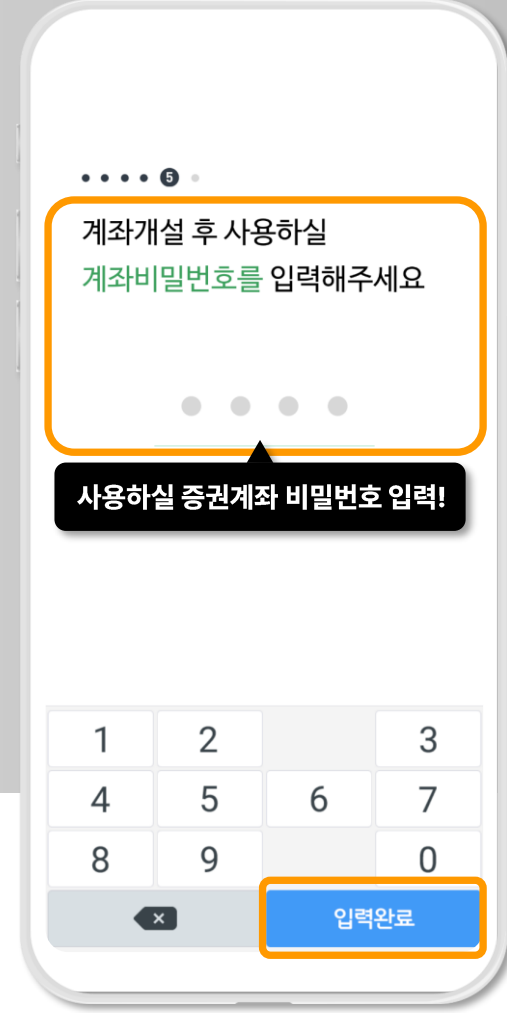 5
계좌개설 후 사용하실
계좌비밀번호를 입력해주세요
사용하실 증권계좌 비밀번호 입력!
1 2 3
4 5 6 7
8 9 0
입력완료